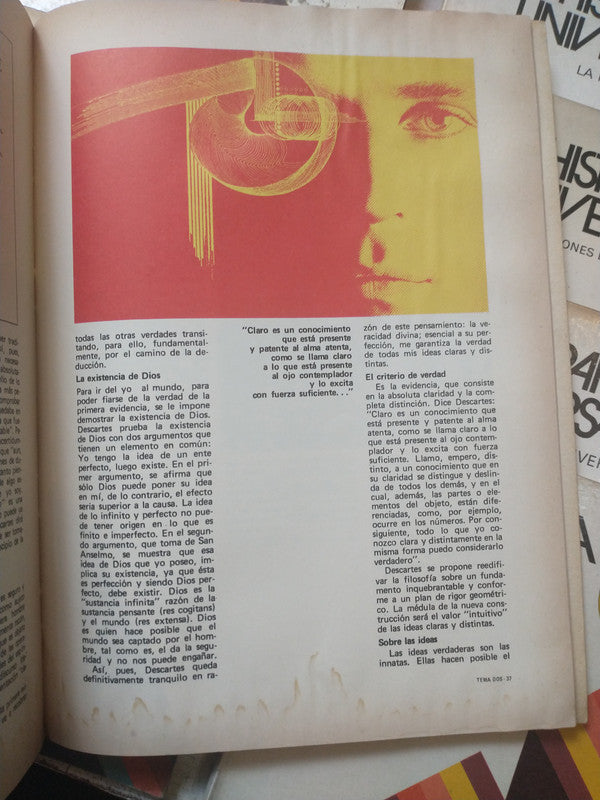 todas las otras verdades transi-
tando, para ello, fundamental-
mente, por el camino de la de-
ducción.
La existencia de Dios
Para ir del yo al mundo, para
poder fiarse de la verdad de la
primera evidencia, se le impone
demostrar la existencia de Dios.
Descartes prueba la existencia
de Dios con dos argumentos que
tienen un elemento en común:
Yo tengo la idea de un ente
perfecto, luego existe. En el pri-
mer argumento, se afirma que
sólo Dios puede poner su idea
en mí, de lo contrario, el efecto
sería superior a la causa. La idea
de lo infinito y perfecto no pue-
de tener origen en lo que es
finito e imperfecto. En el segun-
do argumento, que toma de San
Anselmo, se muestra que esa
idea de Dios que yo poseo, im-
plica su existencia, ya que ésta
es perfección y siendo Dios per-
fecto, debe existir. Dios es la
"sustancia infinita" razón de la
sustancia pensante (res cogitans)
y el mundo (res extensa). Dios
es quien hace posible que el
mundo sea captado por el hom-
bre, tal como es, el da la segu-
ridad y no nos puede engañar.
Así, pues, Descartes queda
definitivamente tranquilo en ra-
"Claro es un conocimiento
que está presente
y patente al alma atenta,
como se llama claro
a lo que está presente
al ojo contemplador
y lo excita
con fuerza suficiente..."
zón de este pensamiento: la ve-
racidad divina; esencial a su per-
fección, me garantiza la verdad
de todas mis ideas claras y dis-
tintas.
El criterio de verdad
Es la evidencia, que consiste
en la absoluta claridad y la com-
pleta distinción. Dice Descartes:
"Claro es un conocimiento que
está presente y patente al alma
atenta, como se llama claro a lo
que está presente al ojo contem-
plador y lo excita con fuerza
suficiente. Llamo, empero, dis-
tinto, a un conocimiento que en
su claridad se distingue y deslin-
da de todos los demás, y en el
cual, además, las partes o ele-
mentos del objeto, están dife-
renciadas, como, por ejemplo,
ocurre en los números. Por con-
siguiente, todo lo que yo co-
nozco clara y distintamente en la
misma forma puedo considerarlo
verdadero".
Descartes se propone reedifi-
var la filosofía sobre un funda-
mento inquebrantable y confor-
me a un plan de rigor geométri-
co. La médula de la nueva cons-
trucción será el valor "intuitivo"
de las ideas claras y distintas.
Sobre las ideas
Las ideas verdaderas son las
innatas. Ellas hacen posible el
TEMA DOS - 37